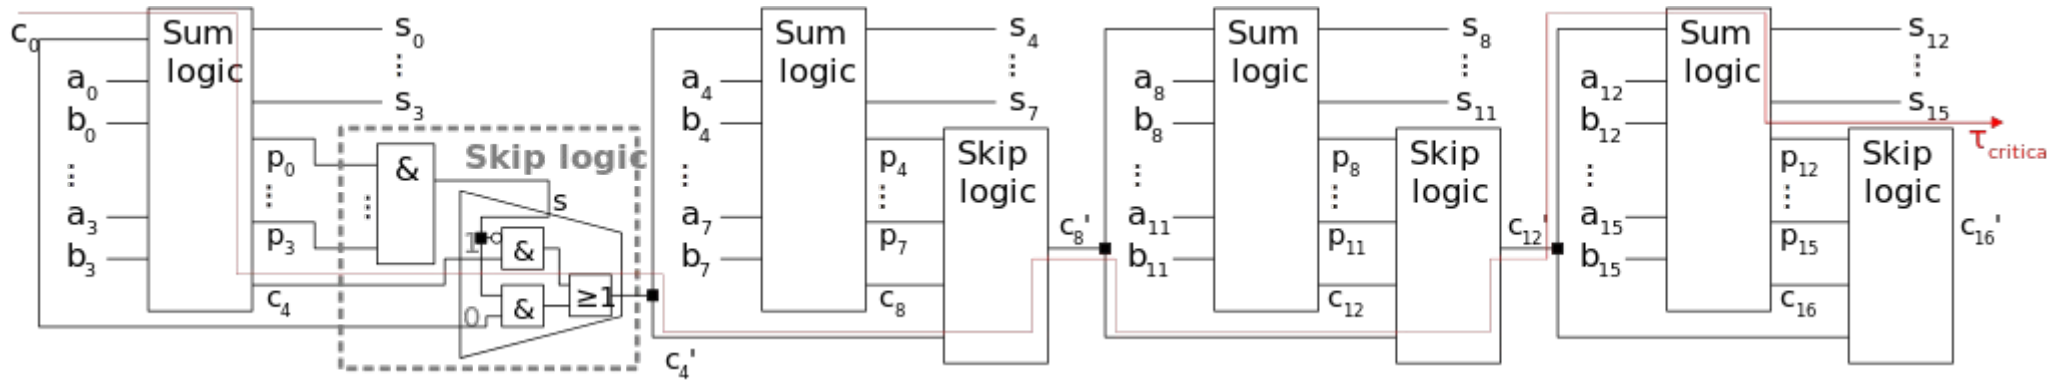 c0
Sum
logic
a0
b0
⋮
a3
b3
s0
⋮
s3
p0
⋮
p3
c4
Skip logic
&
⋮
s
1
&
0
&
≥1
c4'
Sum
logic
a4
b4
⋮
a7
b7
s4
⋮
s7
p4
⋮
p7
c8
Skip
logic
c8'
Sum
logic
a8
b8
⋮
a11
b11
s8
⋮
s11
p8
⋮
p11
c12
Skip
logic
c12'
Sum
logic
a12
b12
⋮
a15
b15
s12
⋮
s15
p12
⋮
p15
c16
Skip
logic
c16'
τcritica